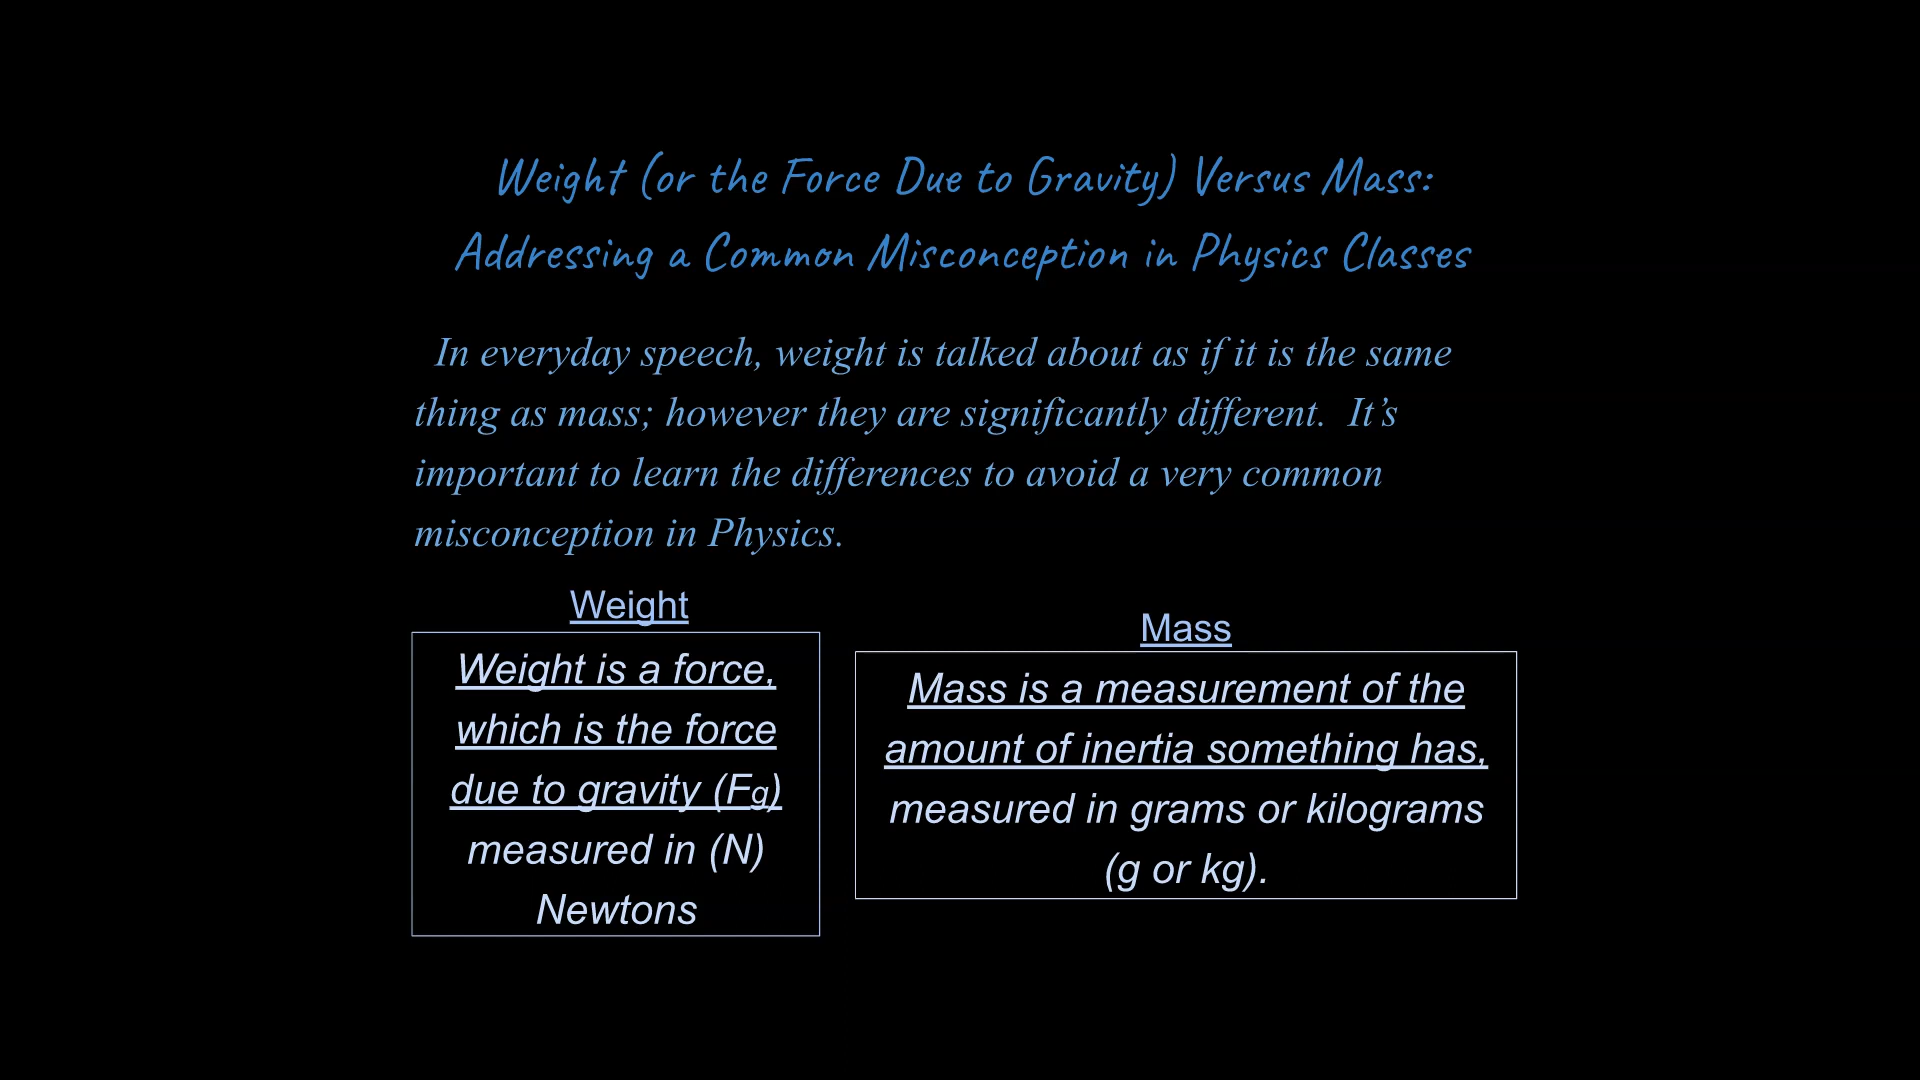 Weight (or the Force Due to Gravity) Versus Mass:
Addressing a Common Misconception in Physics Classes
In everyday speech, weight is talked about as if it is the same
thing as mass; however they are significantly different.  It’s
important to learn the differences to avoid a very common
misconception in Physics.
Weight
Weight is a force,
which is the force
due to gravity (Fg)
measured in (N)
Newtons
Mass
Mass is a measurement of the
amount of inertia something has,
measured in grams or kilograms
(g or kg).